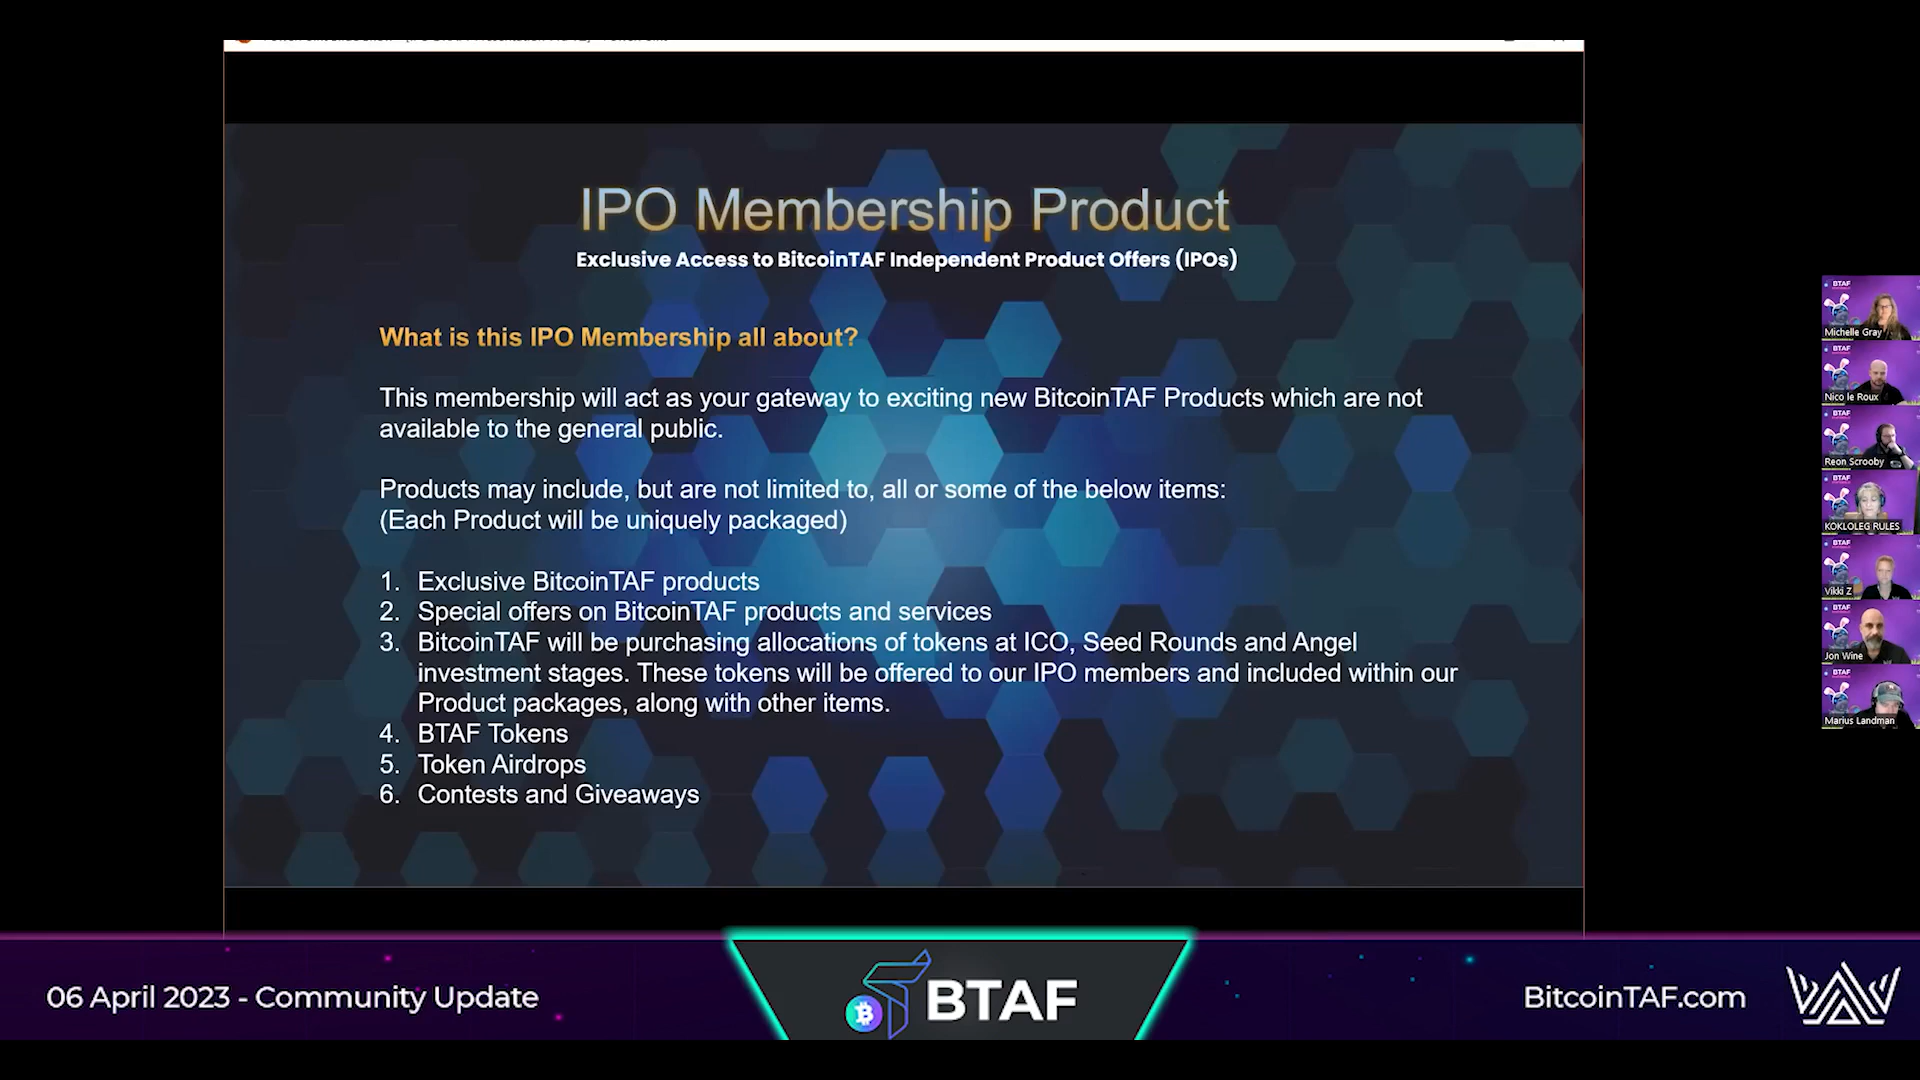 IPO Membership Product
Exclusive Access to BitcoinTAF Independent Product Offers (IPOs)
What is this IPO Membership all about?
This membership will act as your gateway to exciting new BitcoinTAF Products which are not
available to the general public.
Products may include, but are not limited to, all or some of the below items:
(Each Product will be uniquely packaged)
1. Exclusive BitcoinTAF products
2. Special offers on BitcoinTAF products and services
3. BitcoinTAF will be purchasing allocations of tokens at ICO, Seed Rounds and Angel
investment stages. These tokens will be offered to our IPO members and included within our
Product packages, along with other items.
4. BTAF Tokens
5. Token Airdrops
6. Contests and Giveaways
BTAF
Michelle Gray
BTAF
Nico le Roux
BTAF
Reon Scrooby
BTAF
KOKLOLEG RULES
BTAF
Vikki Z
BTAF
Jon Wine
BTAF
Marius Landman
06 April 2023 - Community Update
BTAF
BitcoinTAF.com